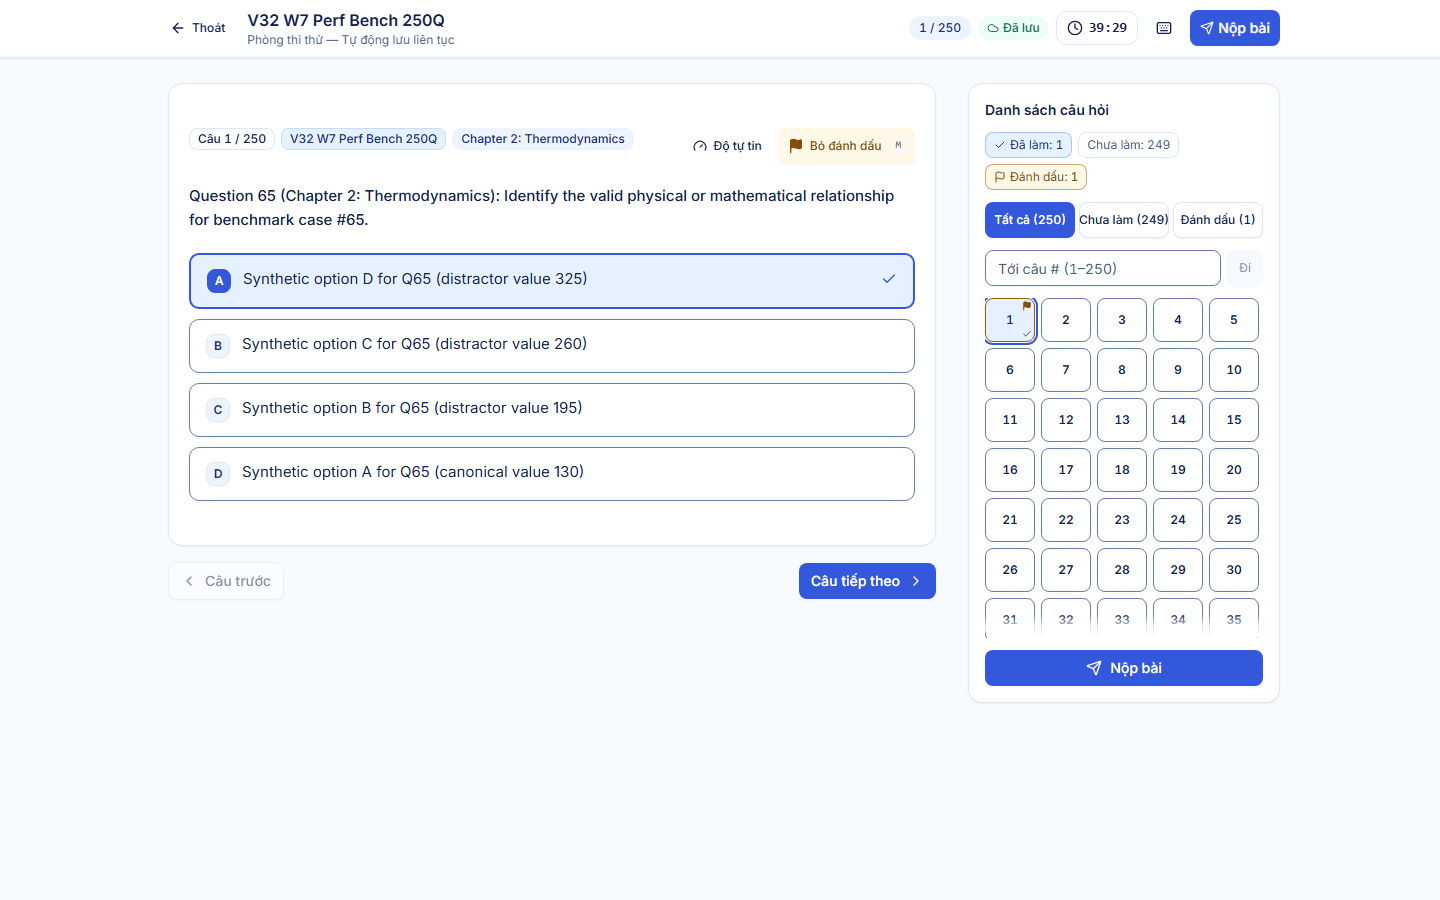 Thoát
V32 W7 Perf Bench 250Q
Phòng thi thử — Tự động lưu liên tục
1 / 250
Đã lưu
39:29
Nộp bài
Câu 1 / 250
V32 W7 Perf Bench 250Q
Chapter 2: Thermodynamics
Độ tự tin
Bỏ đánh dấu M
Question 65 (Chapter 2: Thermodynamics): Identify the valid physical or mathematical relationship
for benchmark case #65.
A Synthetic option D for Q65 (distractor value 325)
B Synthetic option C for Q65 (distractor value 260)
C Synthetic option B for Q65 (distractor value 195)
D Synthetic option A for Q65 (canonical value 130)
Câu trước
Câu tiếp theo
Danh sách câu hỏi
Đã làm: 1
Chưa làm: 249
Đánh dấu: 1
Tất cả (250)
Chưa làm (249)
Đánh dấu (1)
Tới câu # (1–250)
Đi
1 2 3 4 5
6 7 8 9 10
11 12 13 14 15
16 17 18 19 20
21 22 23 24 25
26 27 28 29 30
31 32 33 34 35
Nộp bài